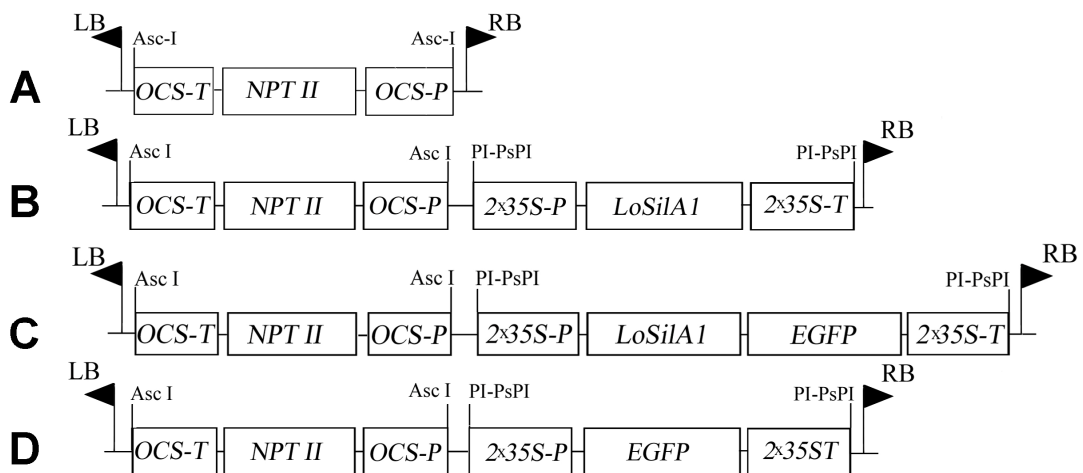 LB RB
Asc-I Asc-I
A OCS-T NPT II OCS-P
LB RB
Asc I Asc I PI-PsPI PI-PsPI
B OCS-T NPT II OCS-P 2x35S-P LoSilA1 2x35S-T
LB RB
Asc I Asc I PI-PsPI PI-PsPI
C OCS-T NPT II OCS-P 2x35S-P LoSilA1 EGFP 2x35S-T
LB RB
Asc I Asc I PI-PsPI PI-PsPI
D OCS-T NPT II OCS-P 2x35S-P EGFP 2x35ST